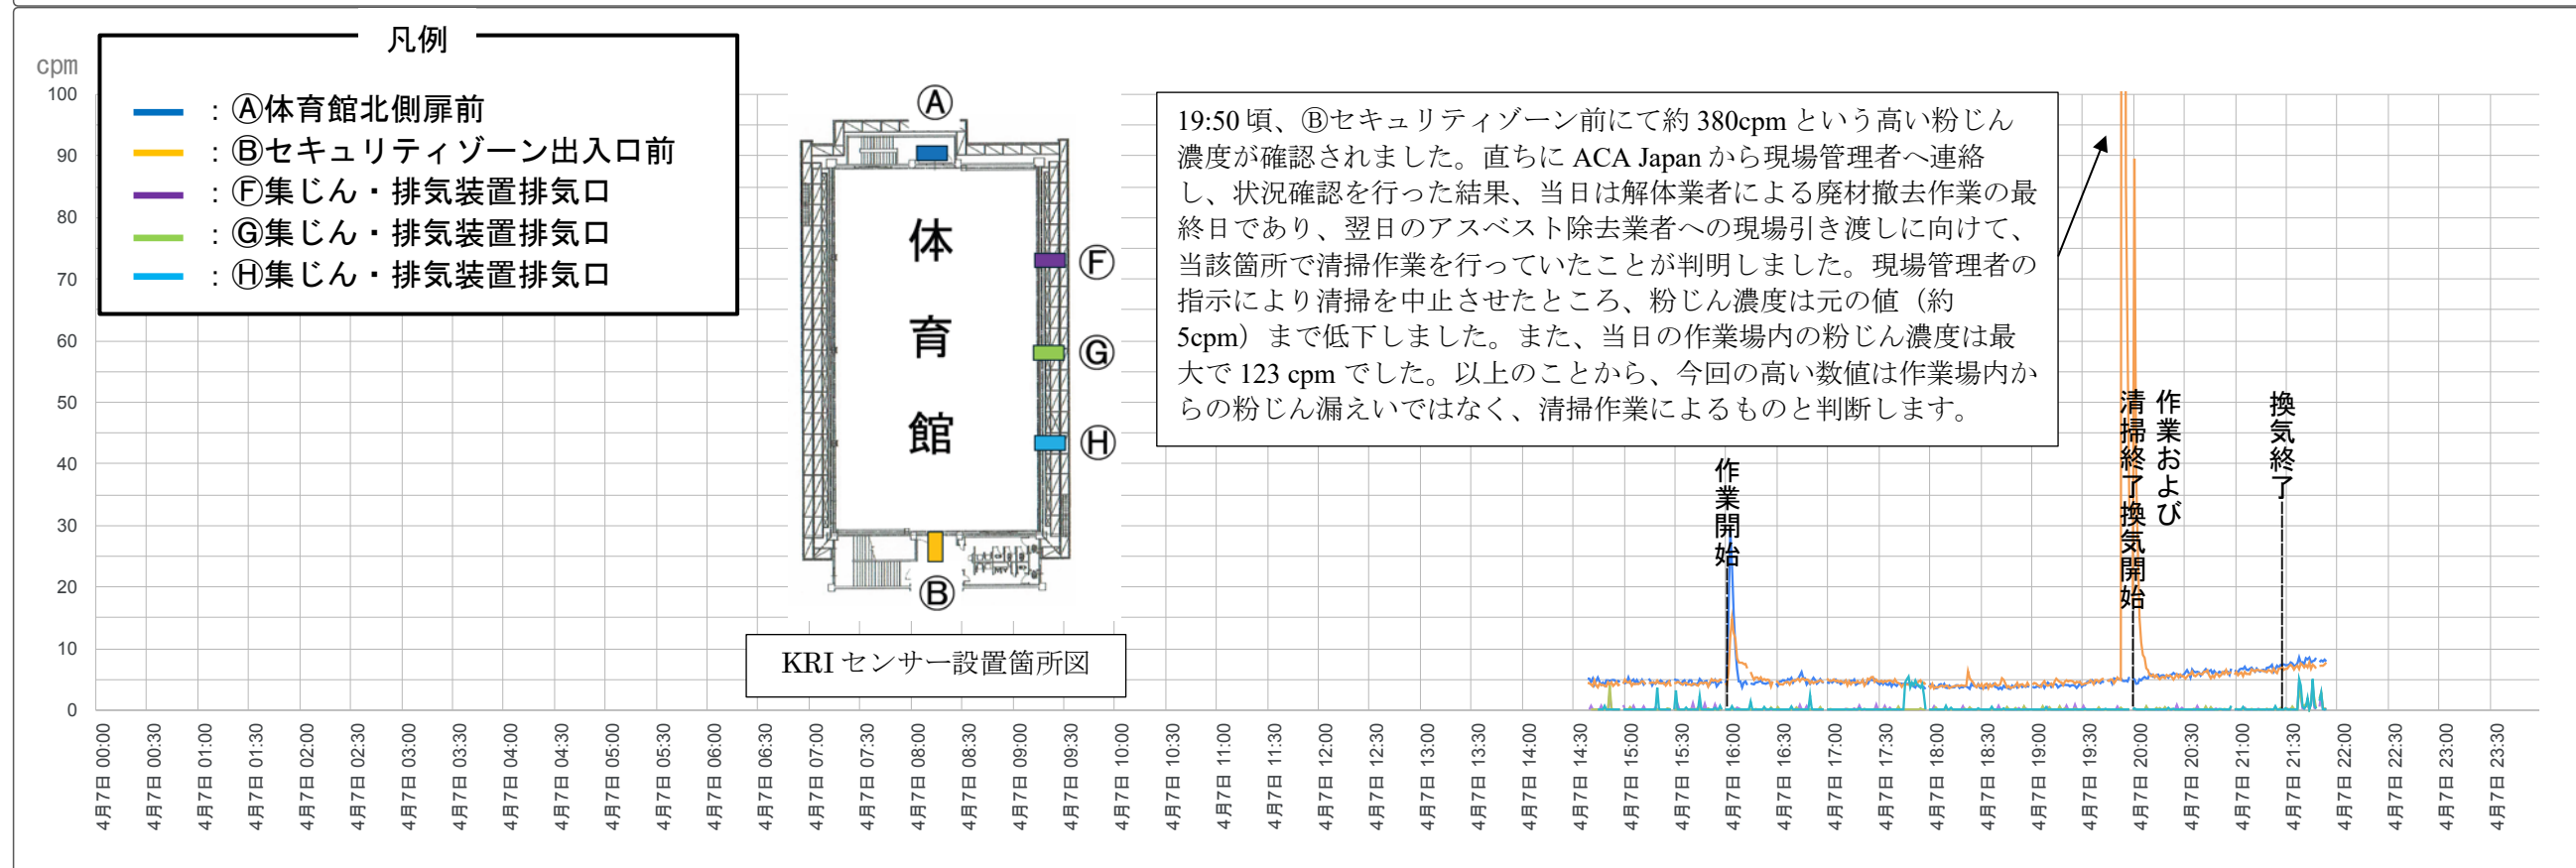 凡例
cpm
：Ⓐ体育館北側扉前
：Ⓑセキュリティゾーン出入口前
：Ⓕ集じん・排気装置排気口
：Ⓖ集じん・排気装置排気口
：Ⓗ集じん・排気装置排気口
100
90
80
70
60
50
40
30
20
10
0
Ⓐ
体育館
Ⓕ
Ⓖ
Ⓗ
Ⓑ
KRI センサー設置箇所図
19:50 頃、Ⓑセキュリティゾーン前にて約 380cpm という高い粉じん
濃度が確認されました。直ちに ACA Japan から現場管理者へ連絡
し、状況確認を行った結果、当日は解体業者による廃材撤去作業の最
終日であり、翌日のアスベスト除去業者への現場引き渡しに向けて、
当該箇所で清掃作業を行っていたことが判明しました。現場管理者の
指示により清掃を中止させたところ、粉じん濃度は元の値（約
5cpm）まで低下しました。また、当日の作業場内の粉じん濃度は最
大で 123 cpm でした。以上のことから、今回の高い数値は作業場内か
らの粉じん漏えいではなく、清掃作業によるものと判断します。
作業開始
作業および
清掃終了換気開始
換気終了
4月7日 00:00
4月7日 00:30
4月7日 01:00
4月7日 01:30
4月7日 02:00
4月7日 02:30
4月7日 03:00
4月7日 03:30
4月7日 04:00
4月7日 04:30
4月7日 05:00
4月7日 05:30
4月7日 06:00
4月7日 06:30
4月7日 07:00
4月7日 07:30
4月7日 08:00
4月7日 08:30
4月7日 09:00
4月7日 09:30
4月7日 10:00
4月7日 10:30
4月7日 11:00
4月7日 11:30
4月7日 12:00
4月7日 12:30
4月7日 13:00
4月7日 13:30
4月7日 14:00
4月7日 14:30
4月7日 15:00
4月7日 15:30
4月7日 16:00
4月7日 16:30
4月7日 17:00
4月7日 17:30
4月7日 18:00
4月7日 18:30
4月7日 19:00
4月7日 19:30
4月7日 20:00
4月7日 20:30
4月7日 21:00
4月7日 21:30
4月7日 22:00
4月7日 22:30
4月7日 23:00
4月7日 23:30